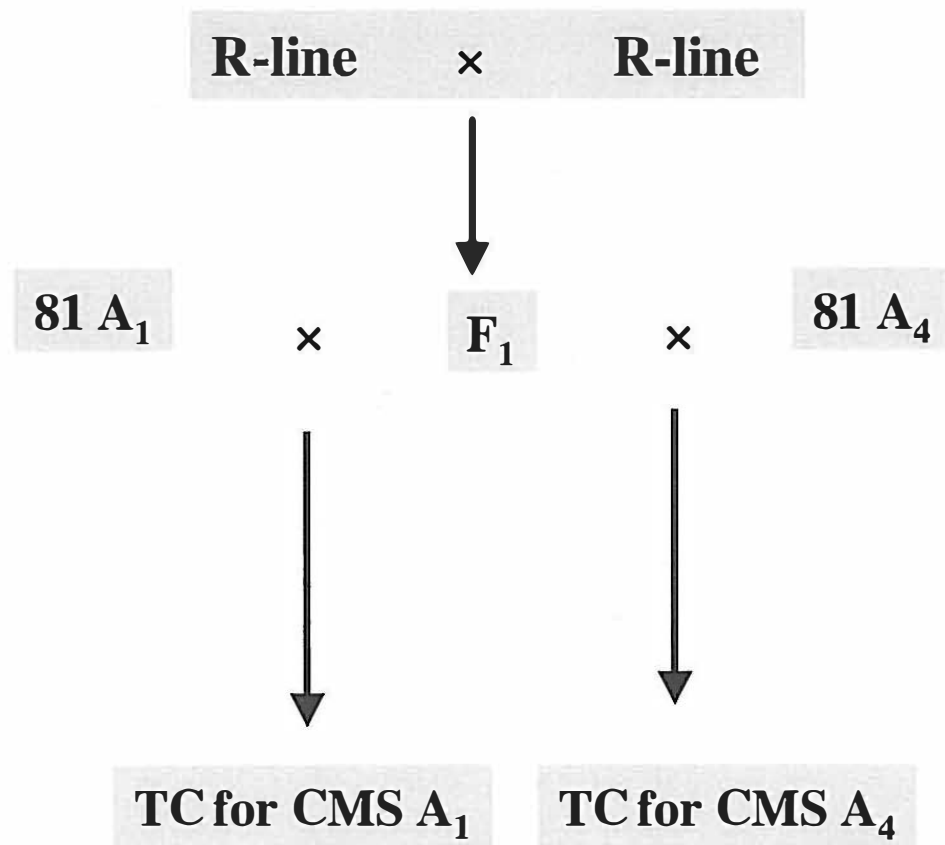 R-line × R-line
81 A₁ × F₁ × 81 A₄
TC for CMS A₁ TC for CMS A₄